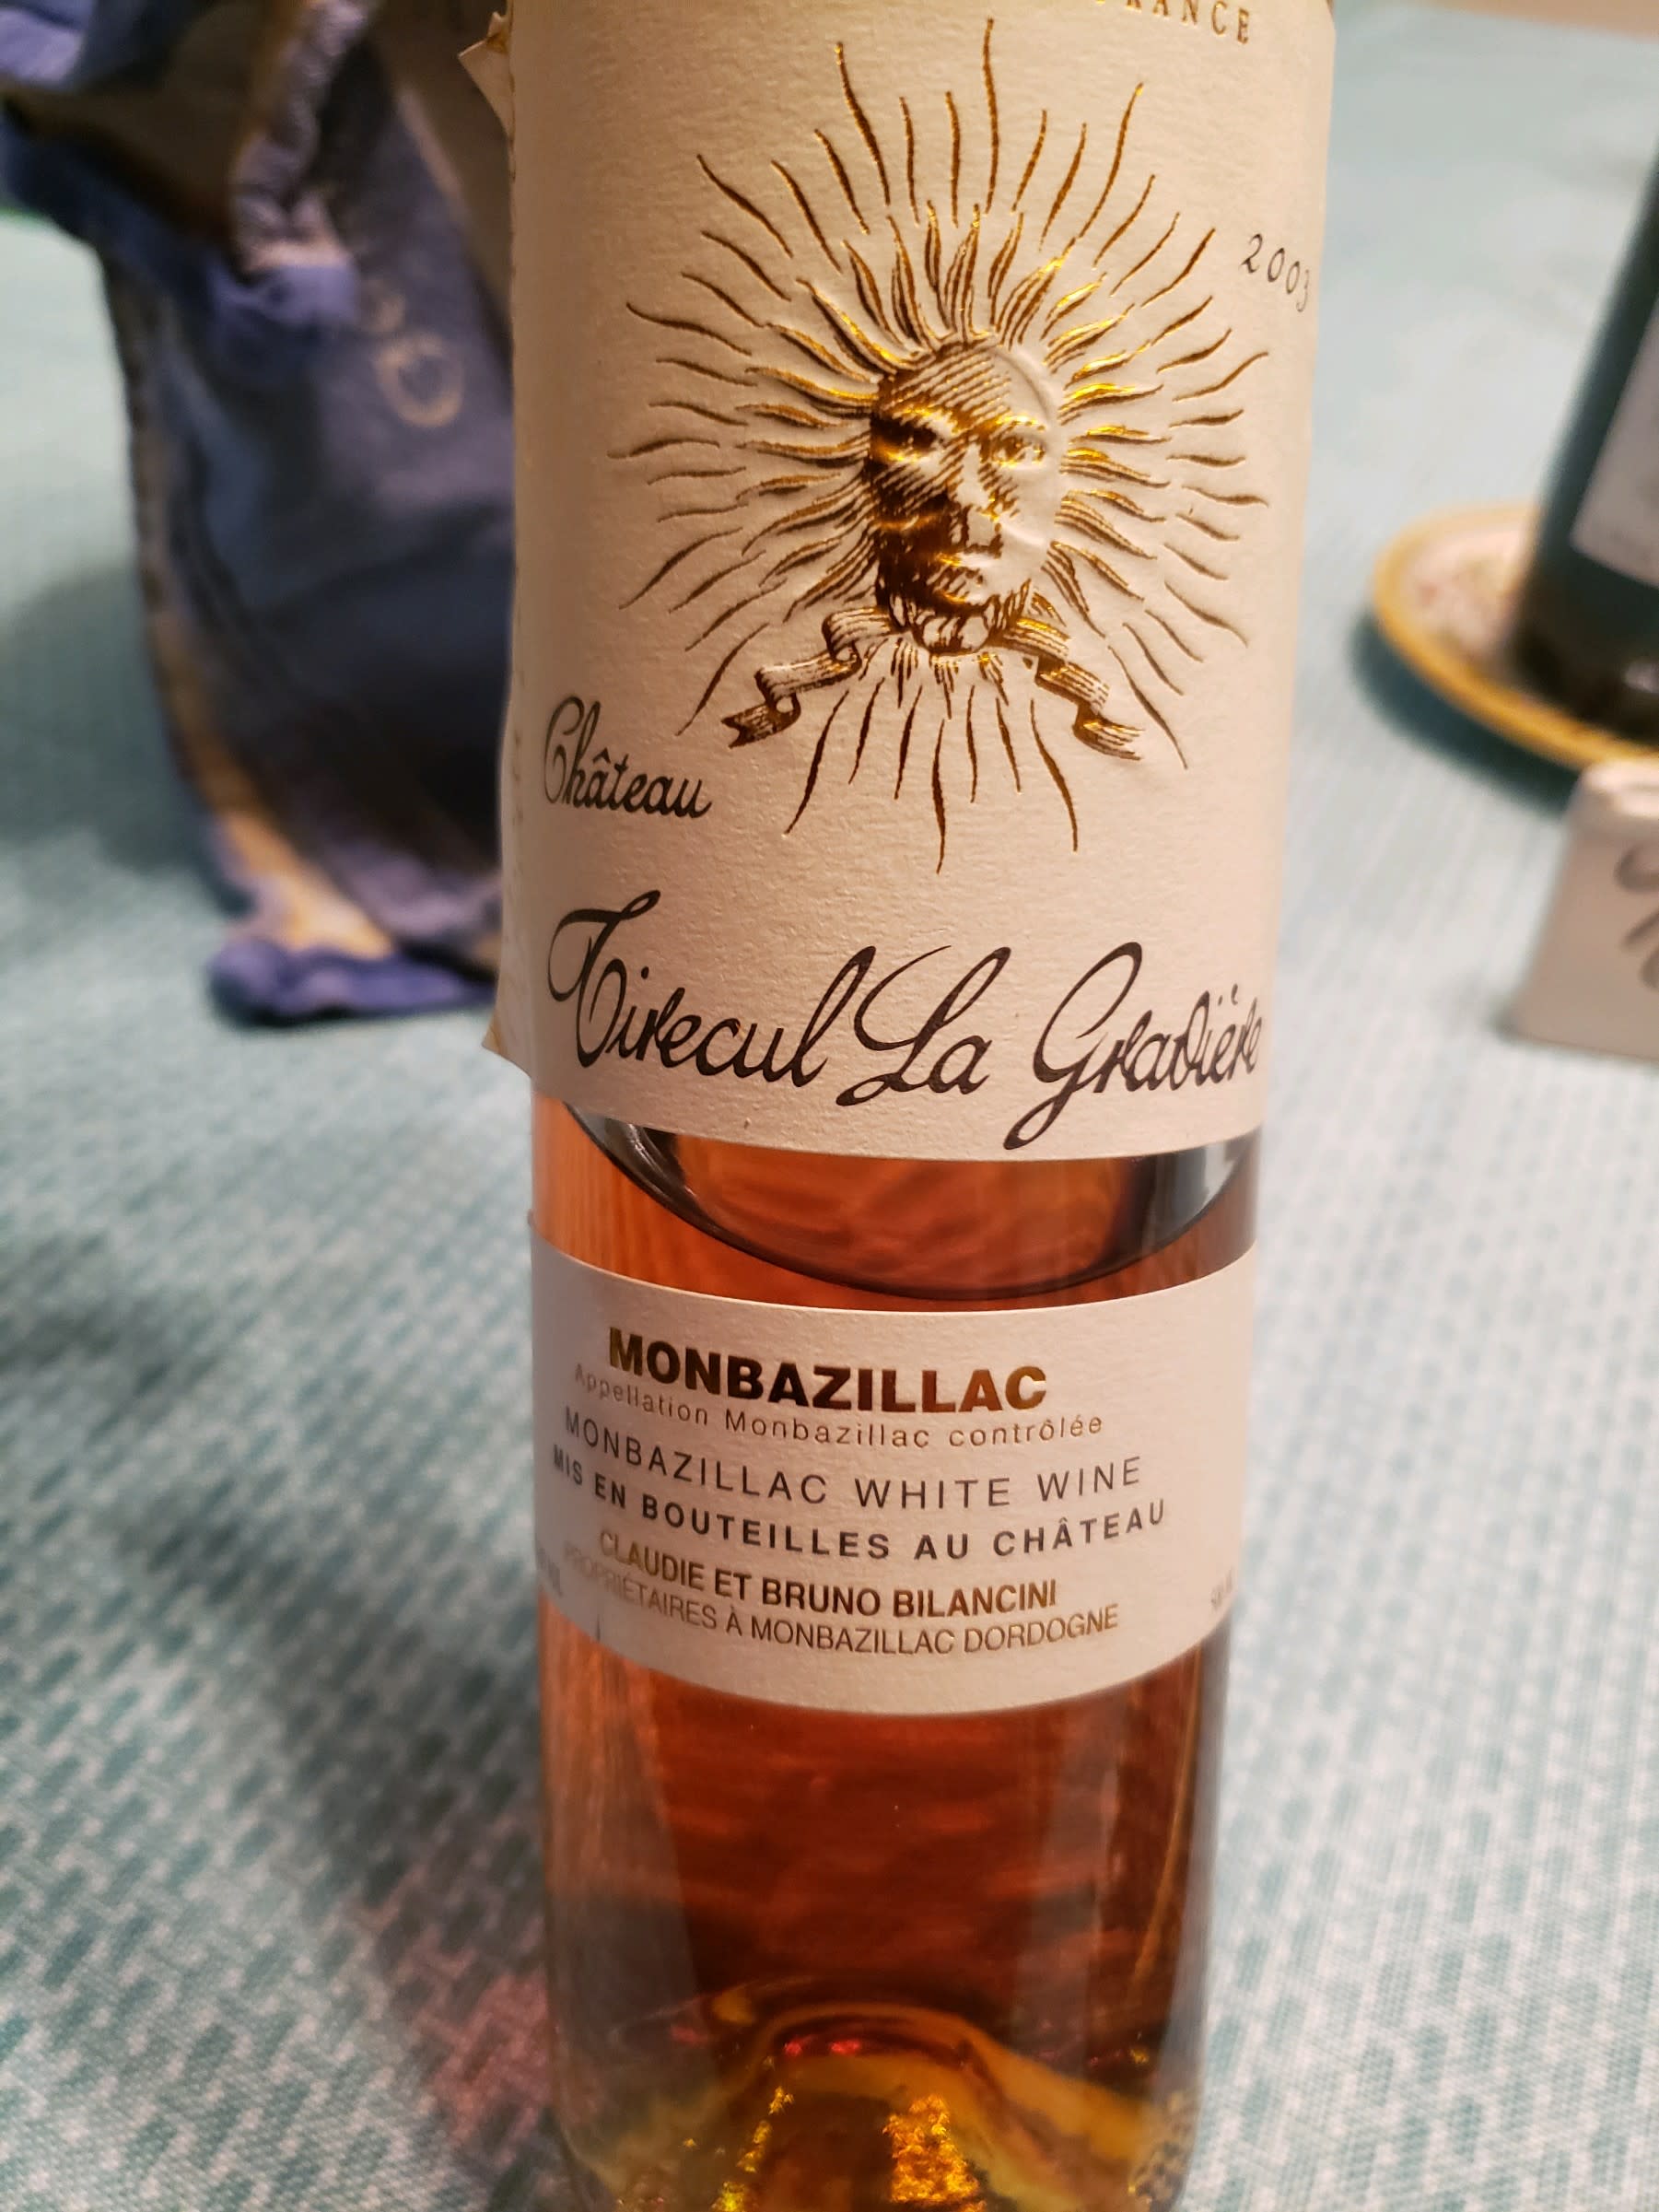 2003
Château
Tirecul La Gravière
MONBAZILLAC
Appellation Monbazillac contrôlée
MONBAZILLAC WHITE WINE
MIS EN BOUTEILLES AU CHÂTEAU
CLAUDIE ET BRUNO BILANCINI
PROPRIÉTAIRES À MONBAZILLAC DORDOGNE